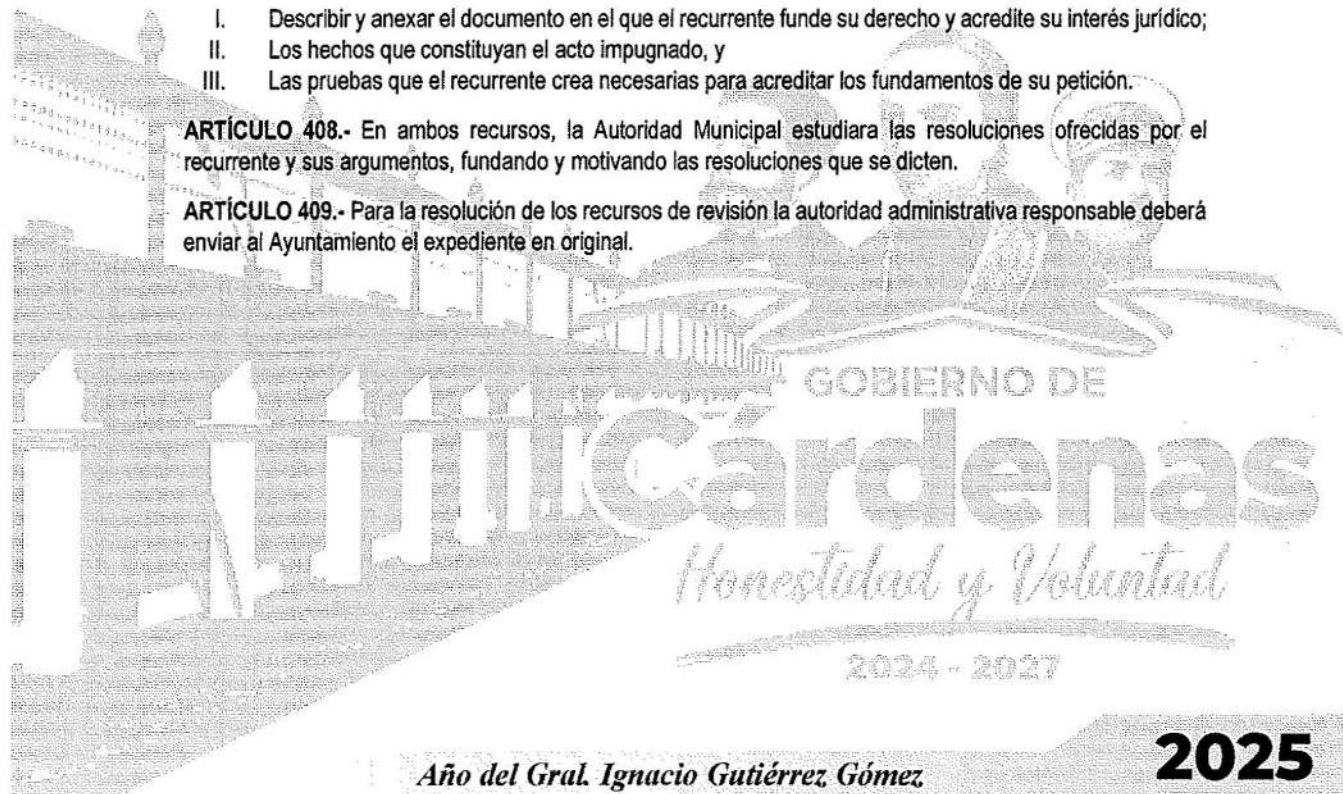 I. Describir y anexar el documento en el que el recurrente funde su derecho y acredite su interés jurídico;
II. Los hechos que constituyan el acto impugnado, y
III. Las pruebas que el recurrente crea necesarias para acreditar los fundamentos de su petición.
ARTÍCULO 408.- En ambos recursos, la Autoridad Municipal estudiara las resoluciones ofrecidas por el
recurrente y sus argumentos, fundando y motivando las resoluciones que se dicten.
ARTÍCULO 409.- Para la resolución de los recursos de revisión la autoridad administrativa responsable deberá
enviar al Ayuntamiento el expediente en original.
GOBIERNO DE
Cárdenas
Honestidad y Voluntad
2024 - 2027
2025
Año del Gral. Ignacio Gutiérrez Gómez